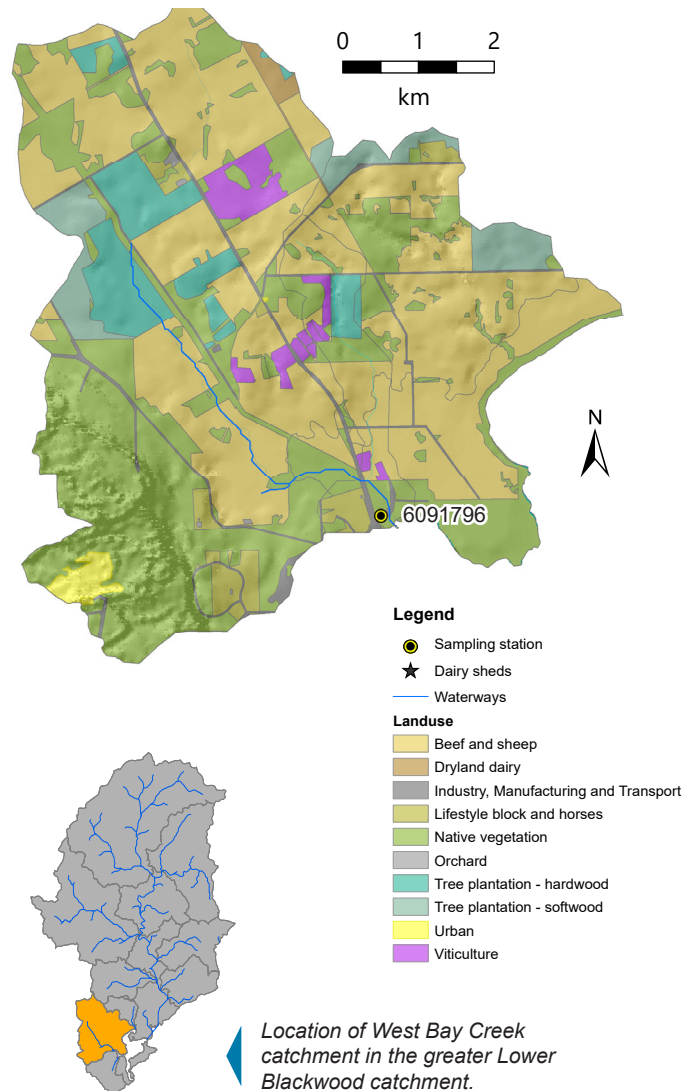 0 1 2
km
N
6091796
Legend
Sampling station
Dairy sheds
Waterways
Landuse
Beef and sheep
Dryland dairy
Industry, Manufacturing and Transport
Lifestyle block and horses
Native vegetation
Orchard
Tree plantation - hardwood
Tree plantation - softwood
Urban
Viticulture
Location of West Bay Creek
catchment in the greater Lower
Blackwood catchment.